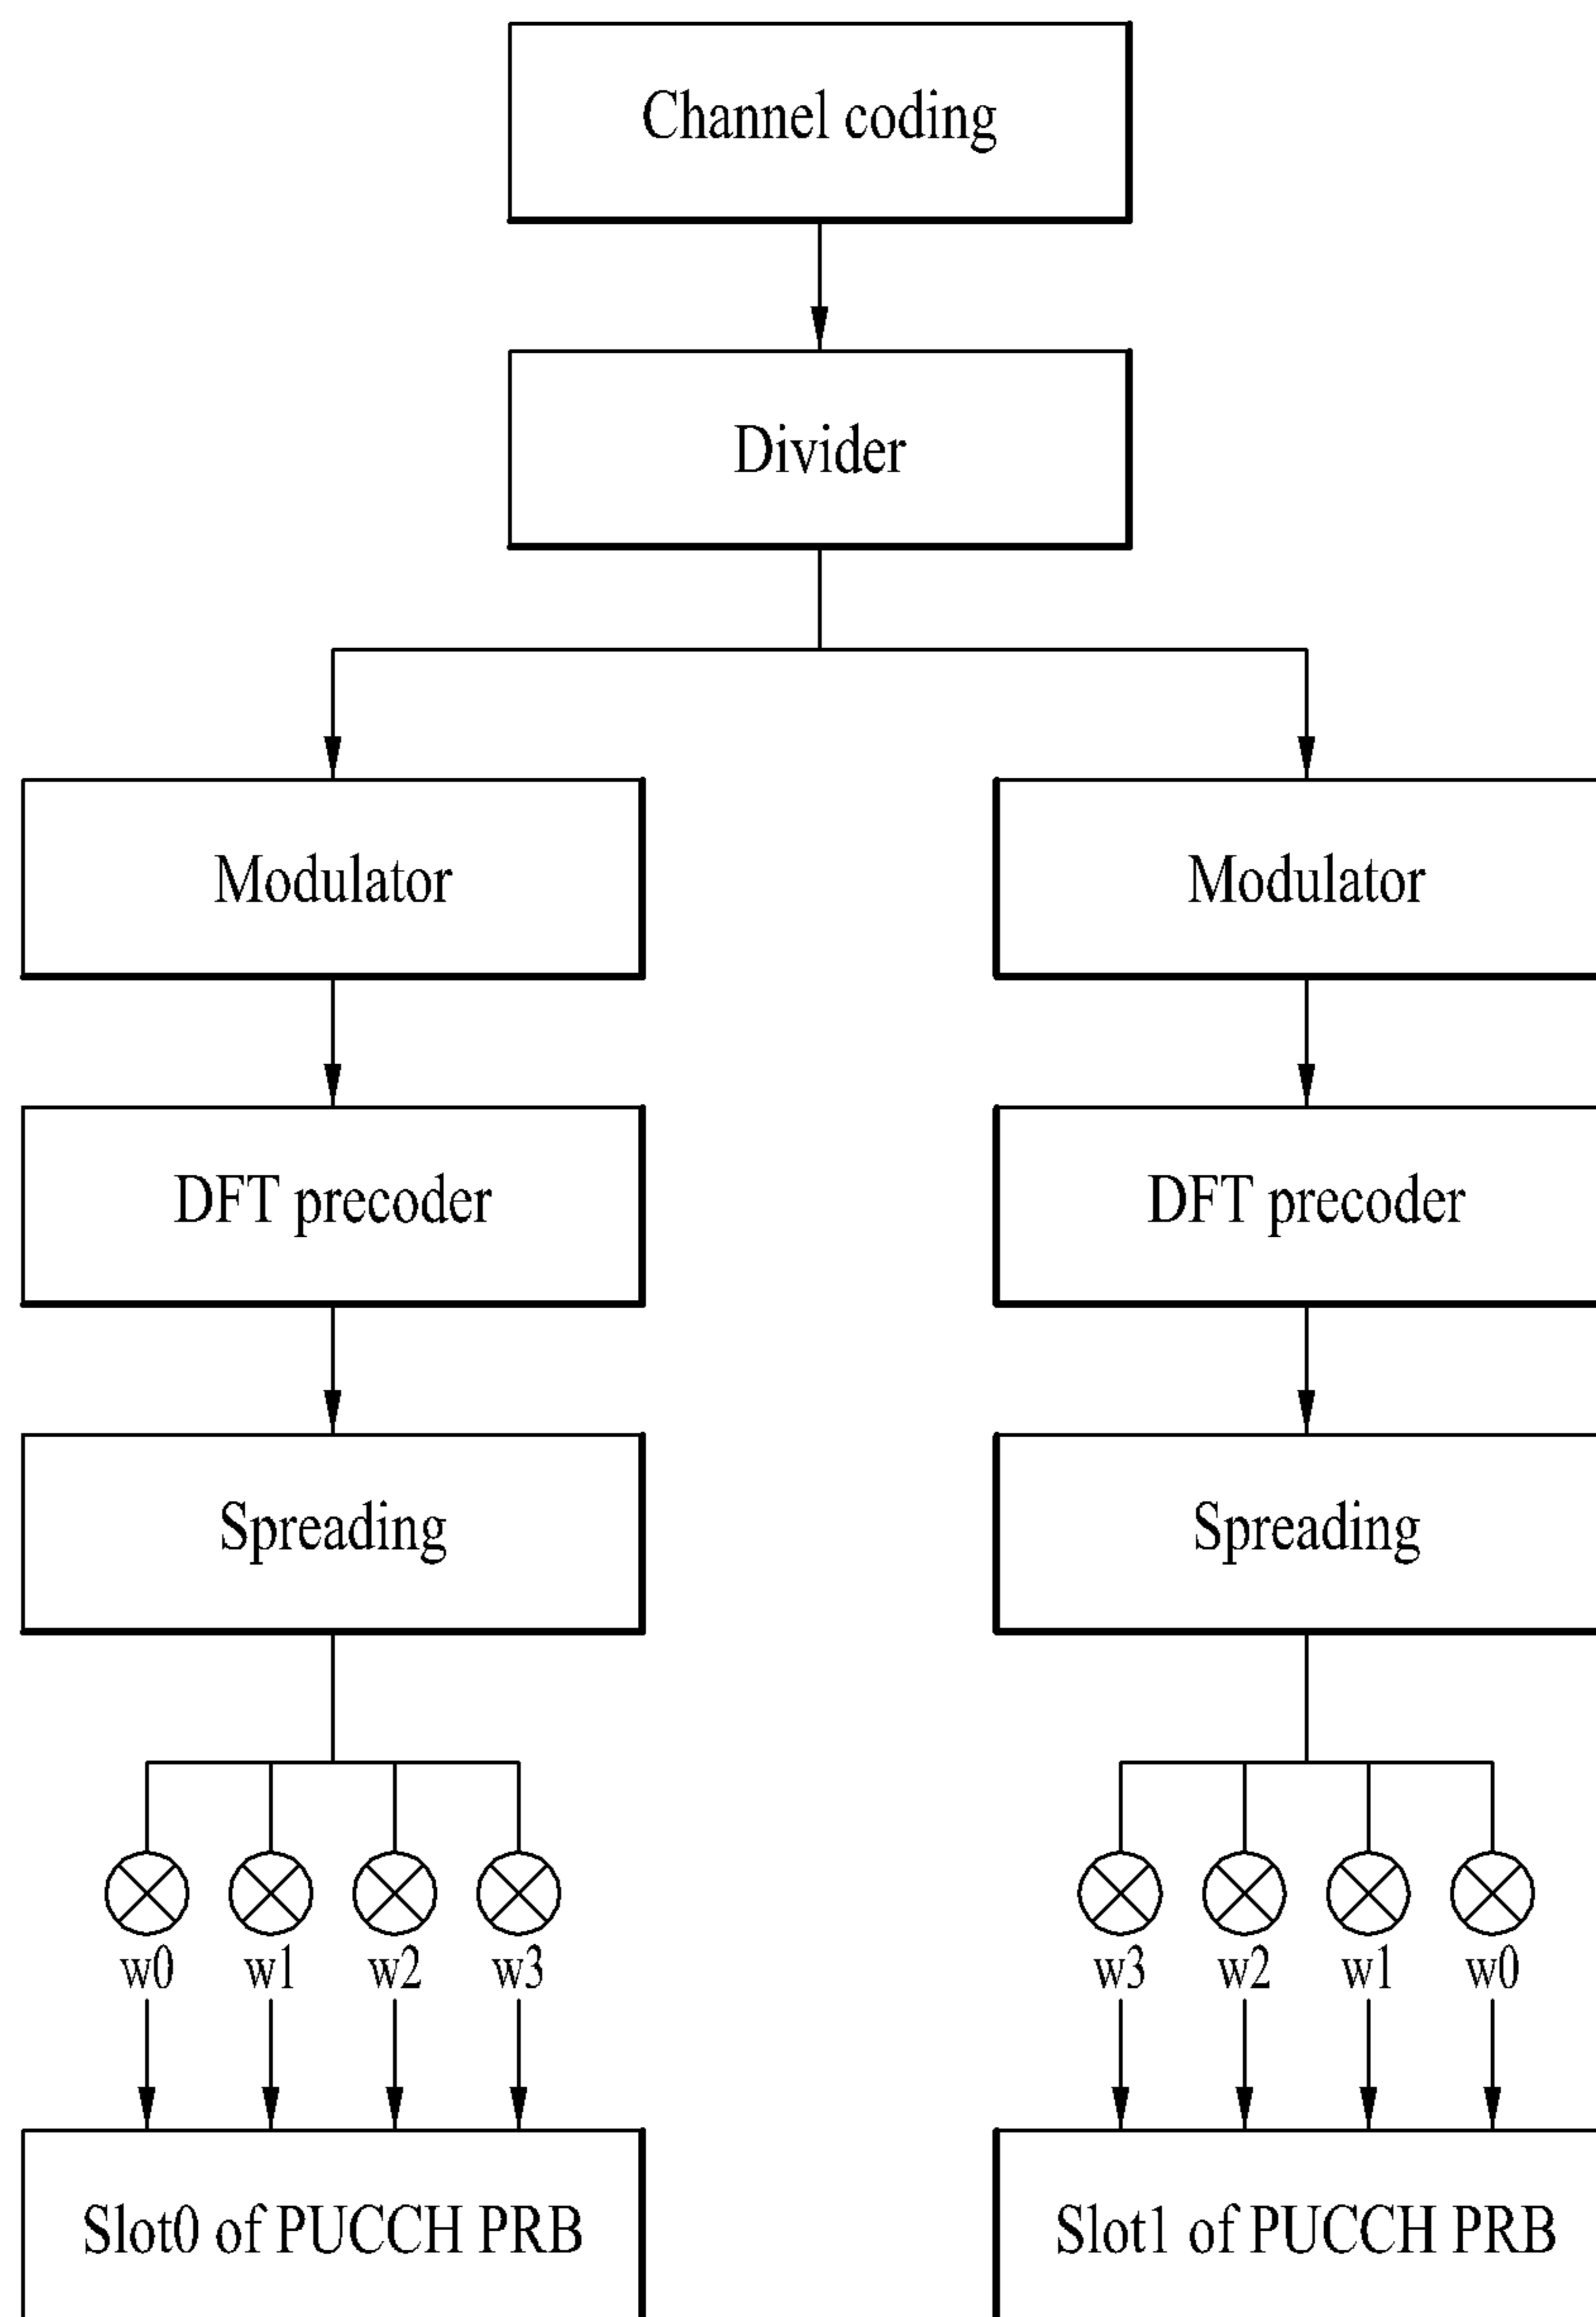 Channel coding
Divider
Modulator
Modulator
DFT precoder
DFT precoder
Spreading
Spreading
w0 w1 w2 w3
w3 w2 w1 w0
Slot0 of PUCCH PRB
Slot1 of PUCCH PRB